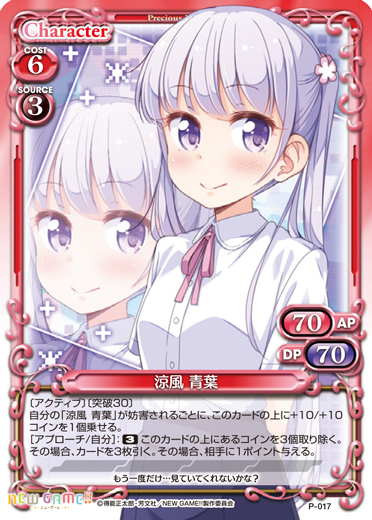 Character
Precious
COST
6
SOURCE
3
70 AP
DP 70
涼風 青葉
[アクティブ]〔突破30〕
自分の「涼風 青葉」が妨害されるごとに、このカードの上に+10/+10
コインを1個乗せる。
[アプローチ/自分]:3このカードの上にあるコインを3個取り除く。
その場合、カードを3枚引く。その場合、相手に1ポイント与える。
もう一度だけ…見ていてくれないかな?
NEW GAME!!
©得能正太郎・芳文社/NEW GAME!!製作委員会
P-017